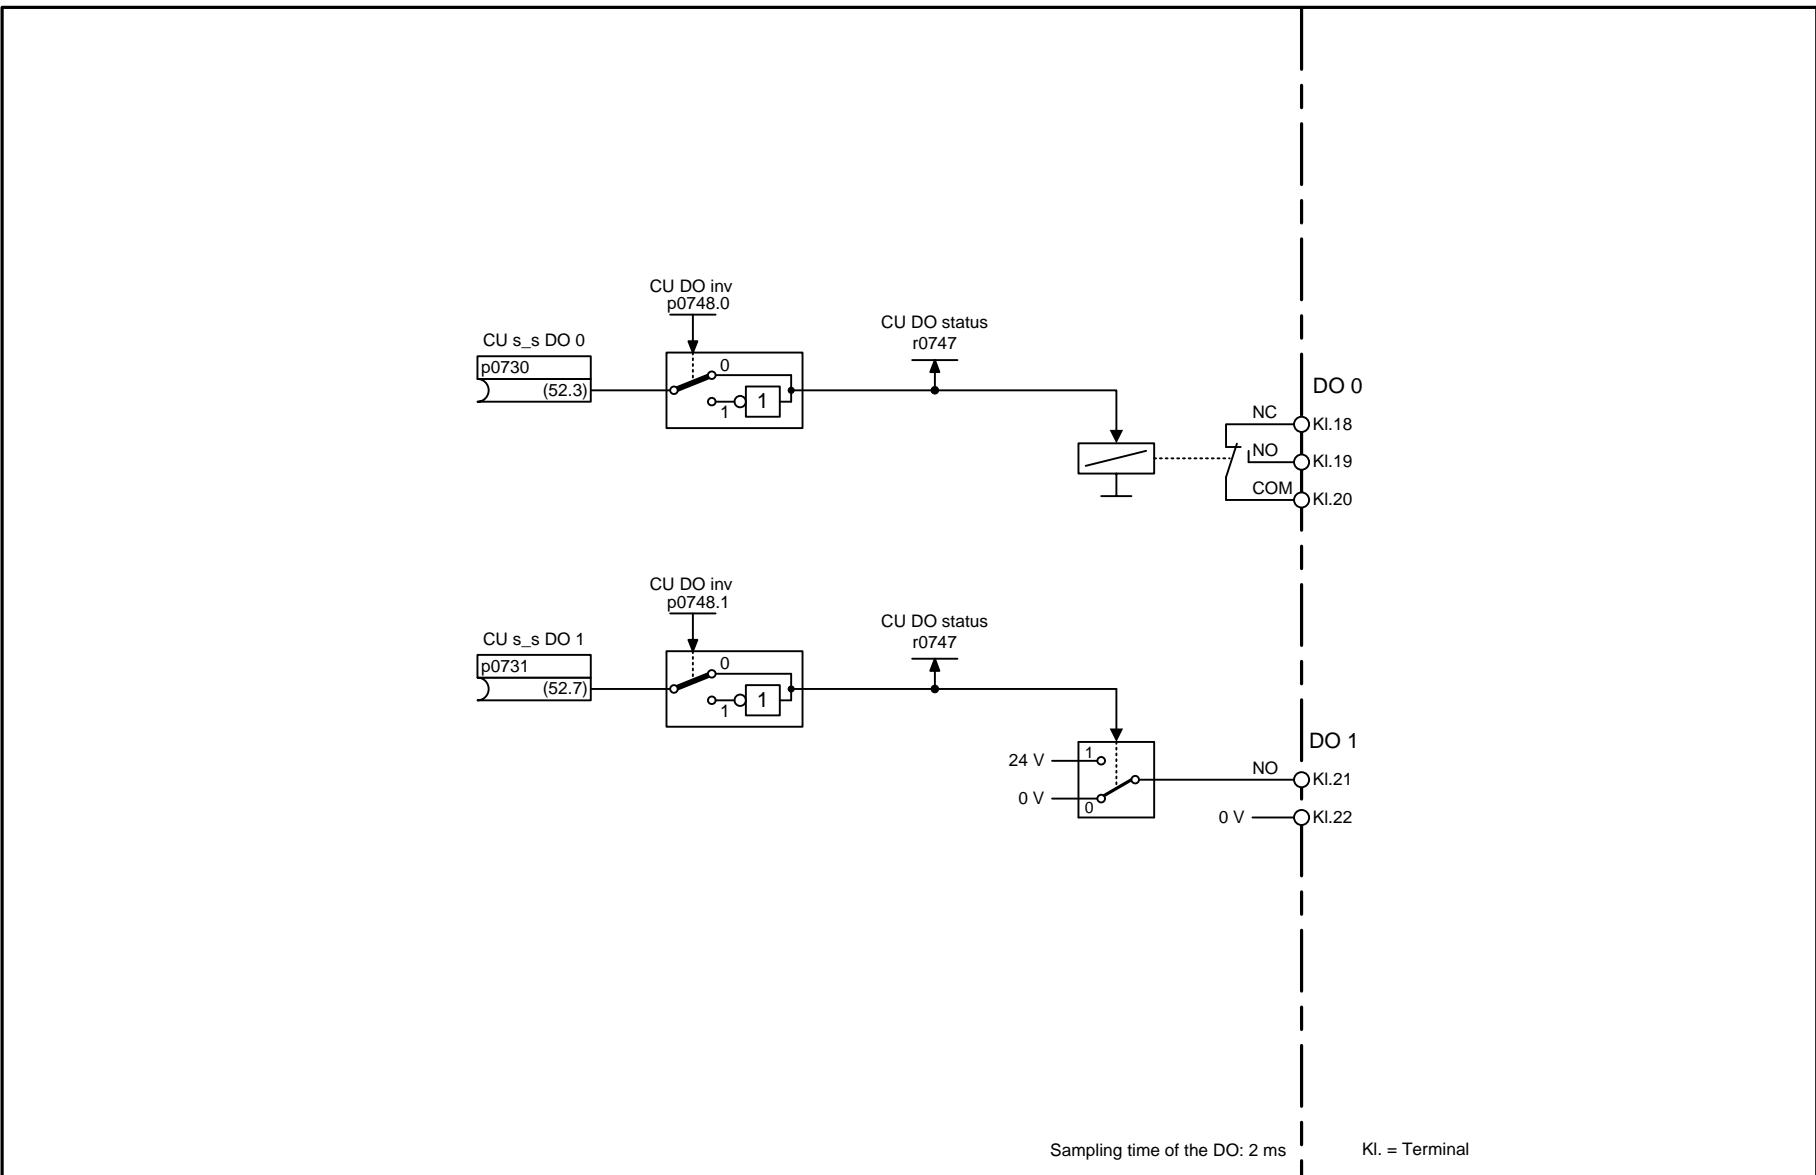 CU DO inv
p0748.0
CU s_s DO 0
p0730
(52.3)
0
1
1
CU DO status
r0747
DO 0
NC
Kl.18
NO
Kl.19
COM
Kl.20
CU DO inv
p0748.1
CU s_s DO 1
p0731
(52.7)
0
1
1
CU DO status
r0747
DO 1
24 V
1
0 V
0
NO
Kl.21
0 V
Kl.22
Sampling time of the DO: 2 ms
Kl. = Terminal